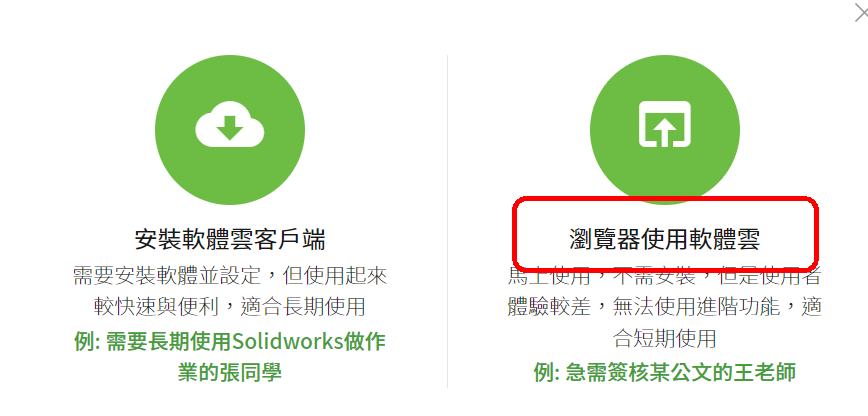 安裝軟體雲客戶端
需要安裝軟體並設定，但使用起來
較快速與便利，適合長期使用
例: 需要長期使用Solidworks做作
業的張同學
瀏覽器使用軟體雲
馬上使用，不需安裝，但是使用者
體驗較差，無法使用進階功能，適
合短期使用
例: 急需簽核某公文的王老師